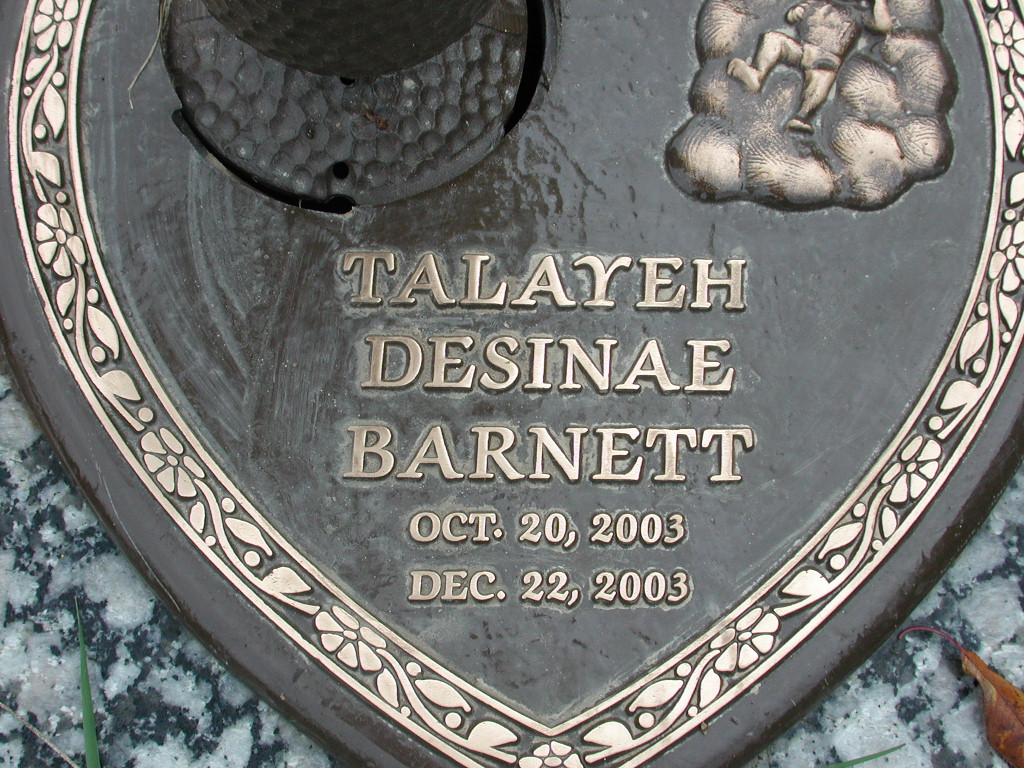 TALAYEH
DESINAE
BARNETT
OCT. 20, 2003
DEC. 22, 2003